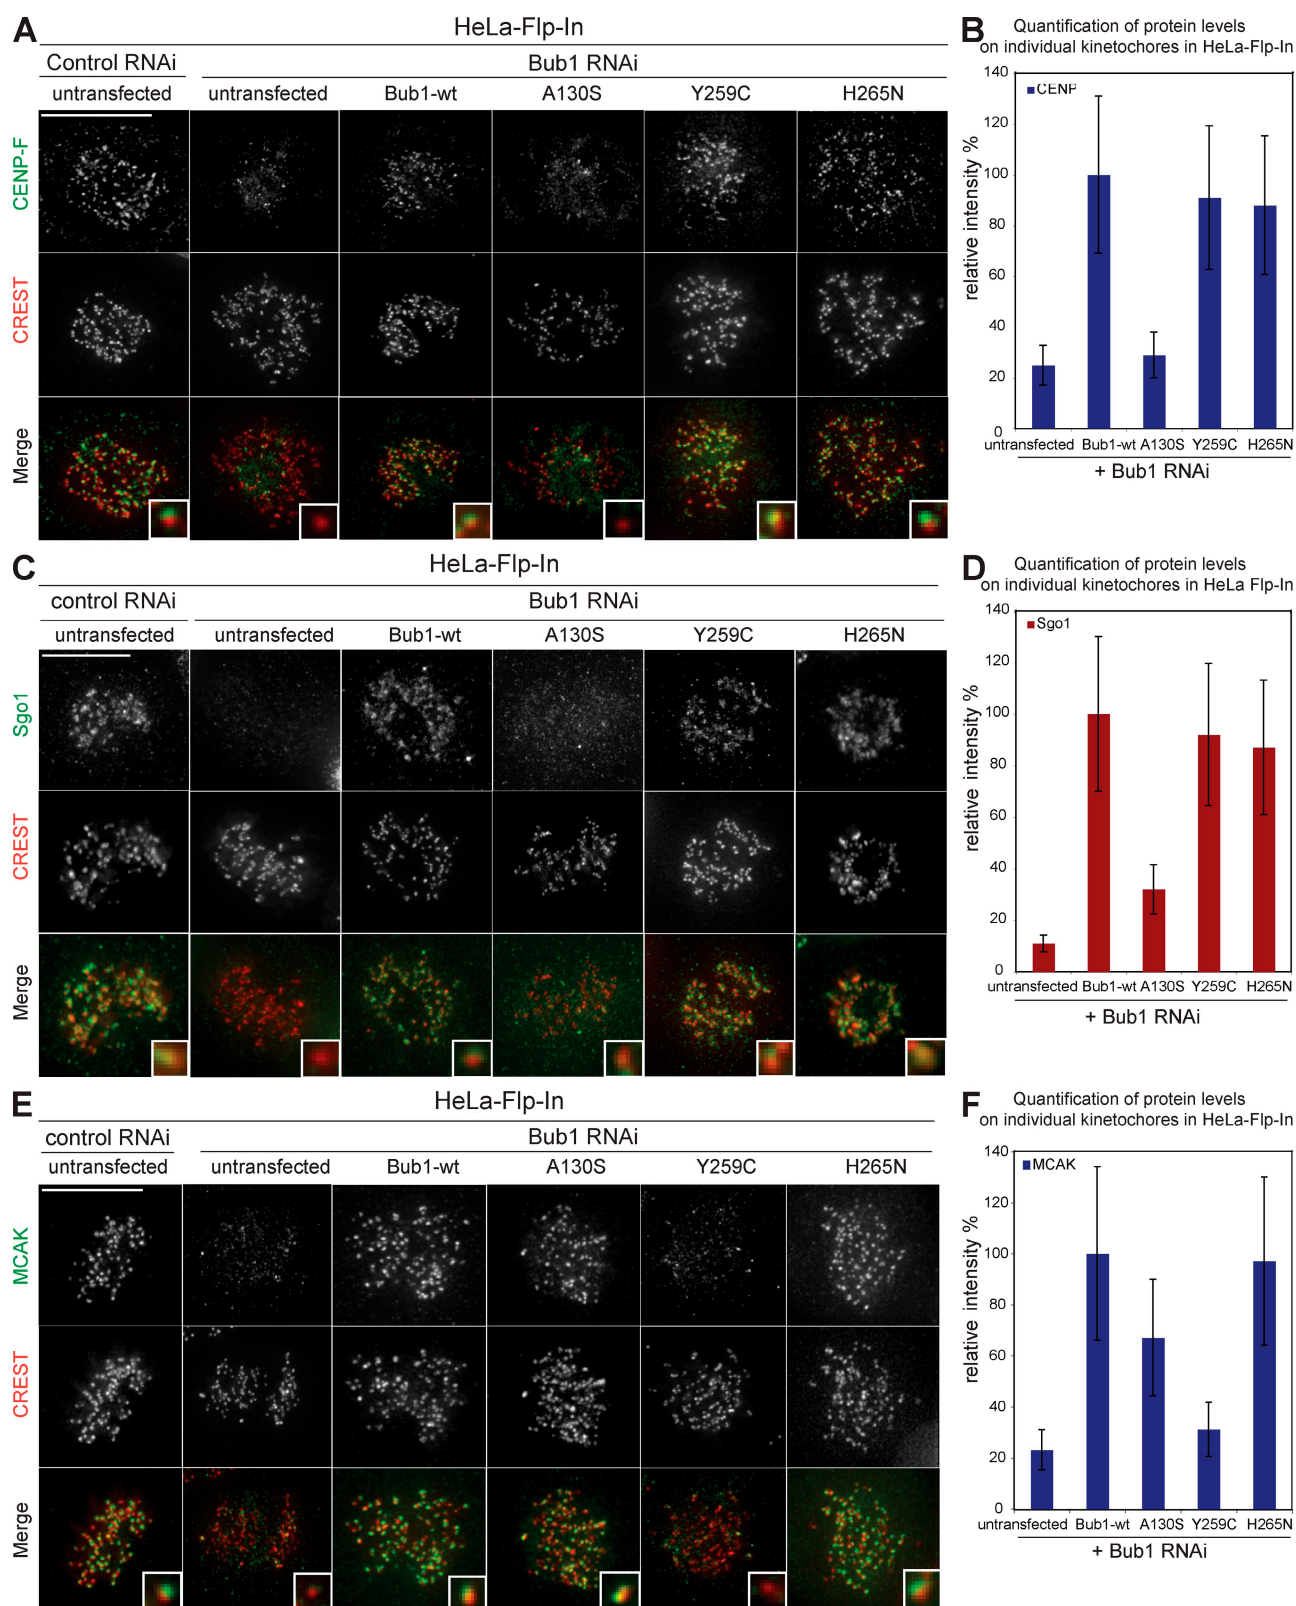 A
HeLa-Flp-In
Control RNAi
Bub1 RNAi
untransfected untransfected Bub1-wt A130S Y259C H265N
CENP-F
CREST
Merge
B
Quantification of protein levels
on individual kinetochores in HeLa-Flp-In
CENP
relative intensity %
140
120
100
80
60
40
20
0
untransfected Bub1-wt A130S Y259C H265N
+ Bub1 RNAi
C
HeLa-Flp-In
control RNAi
Bub1 RNAi
untransfected untransfected Bub1-wt A130S Y259C H265N
Sgo1
CREST
Merge
D
Quantification of protein levels
on individual kinetochores in HeLa Flp-In
Sgo1
relative intensity %
140
120
100
80
60
40
20
0
untransfected Bub1-wt A130S Y259C H265N
+ Bub1 RNAi
E
HeLa-Flp-In
control RNAi
Bub1 RNAi
untransfected untransfected Bub1-wt A130S Y259C H265N
MCAK
CREST
Merge
F
Quantification of protein levels
on individual kinetochores in HeLa-Flp-In
MCAK
relative intensity %
140
120
100
80
60
40
20
0
untransfected Bub1-wt A130S Y259C H265N
+ Bub1 RNAi